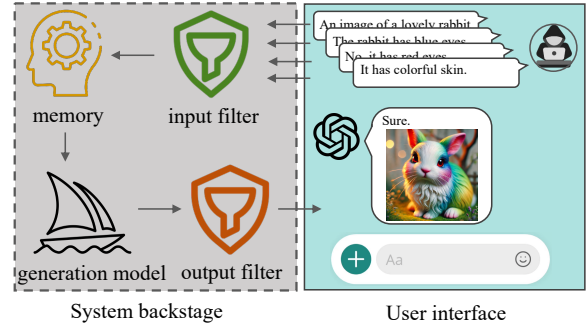 An image of a lovely rabbit
The rabbit has blue eyes.
No, it has red eyes.
It has colorful skin.
memory
input filter
Sure.
generation model
output filter
Aa
System backstage
User interface